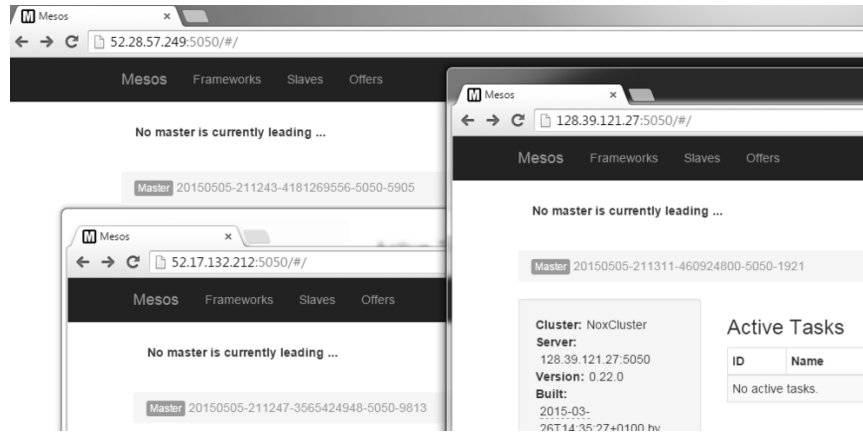 Mesos
52.28.57.249:5050/#/
Mesos Frameworks Slaves Offers
No master is currently leading ...
Master 20150505-211243-4181269556-5050-5905
Mesos
52.17.132.212:5050/#/
Mesos Frameworks Slaves Offers
No master is currently leading ...
Master 20150505-211247-3565424948-5050-9813
Mesos
128.39.121.27:5050/#/
Mesos Frameworks Slaves Offers
No master is currently leading ...
Master 20150505-211311-460924800-5050-1921
Cluster: NoxCluster
Server:
128.39.121.27:5050
Version: 0.22.0
Built:
2015-03-
26T14:35:27+0100 by
Active Tasks
ID Name
No active tasks.